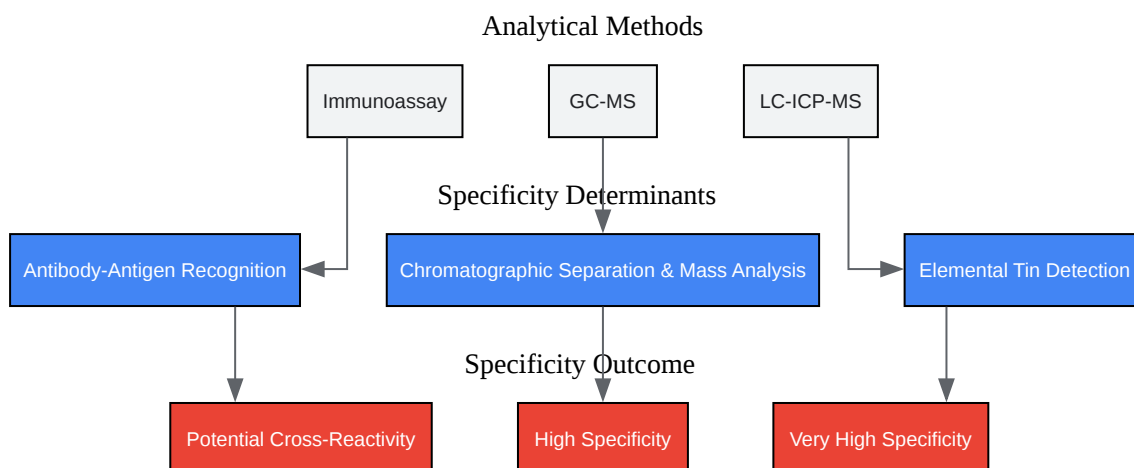 Analytical Methods
Immunoassay
GC-MS
LC-ICP-MS
Specificity Determinants
Antibody-Antigen Recognition
Chromatographic Separation & Mass Analysis
Elemental Tin Detection
Specificity Outcome
Potential Cross-Reactivity
High Specificity
Very High Specificity